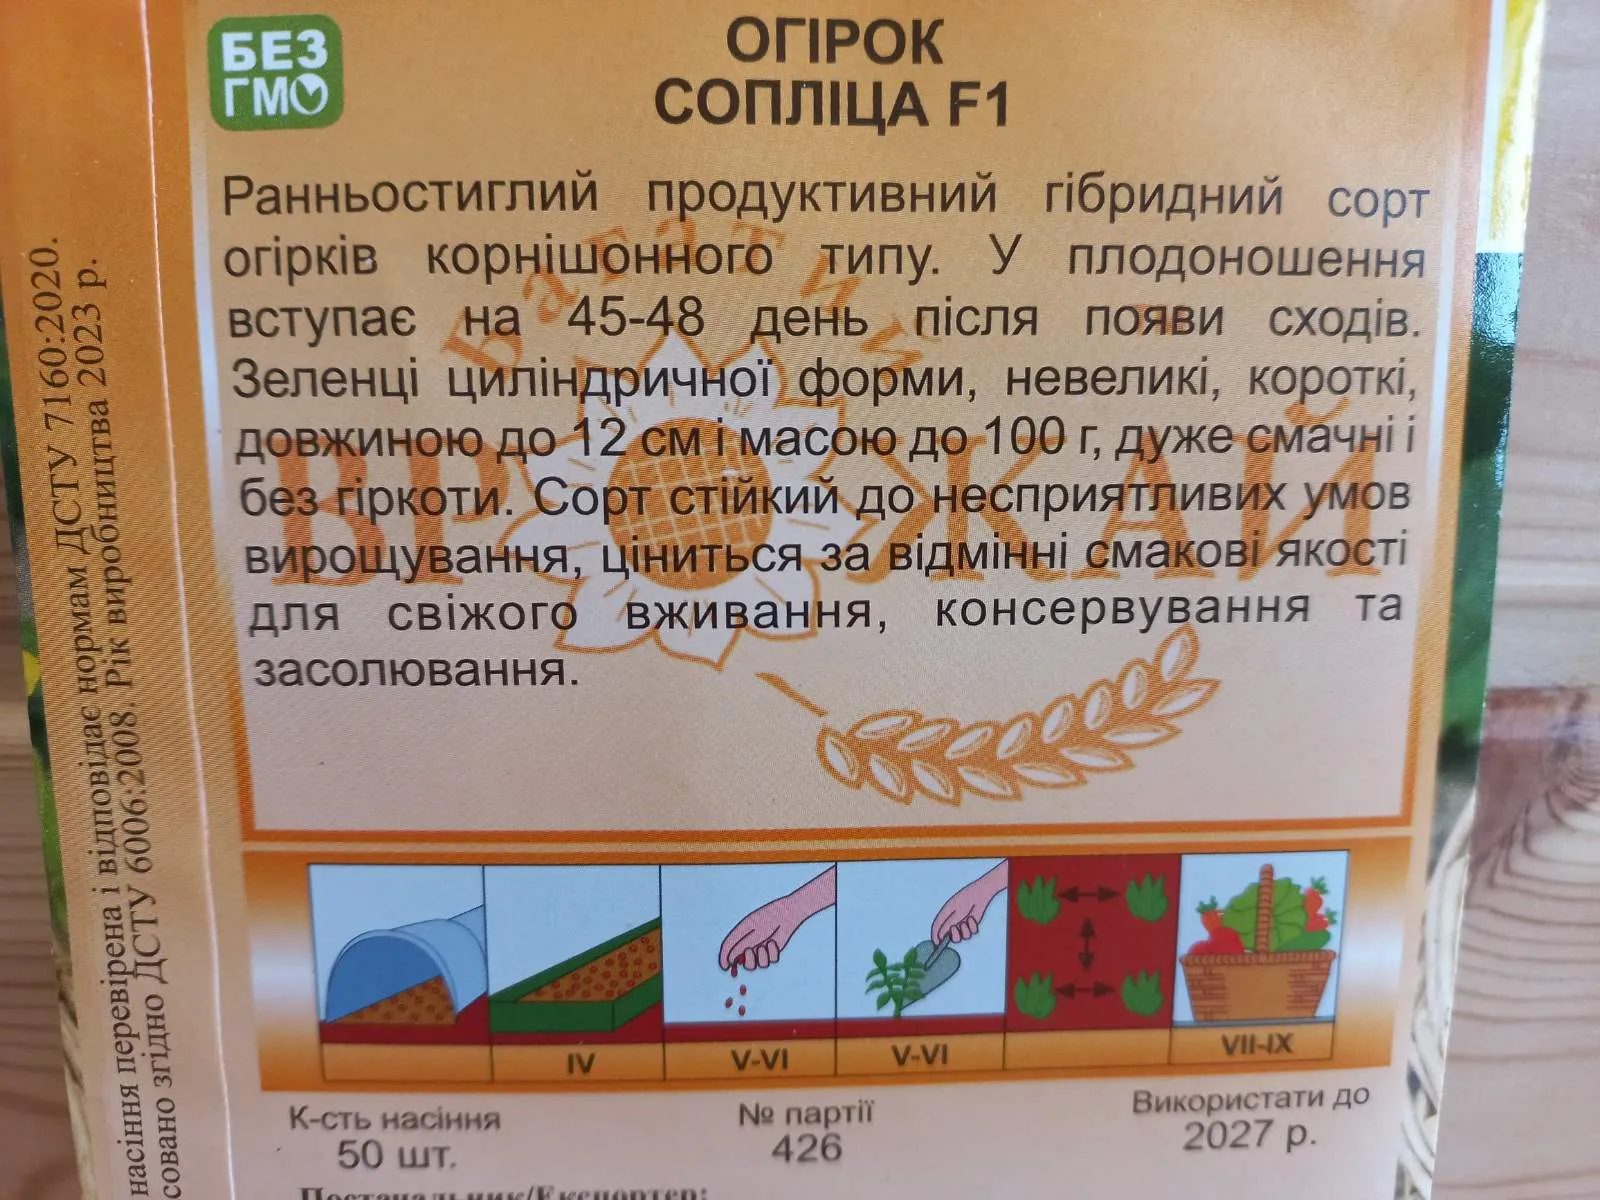 БЕЗ
ГМО
ОГІРОК
СОПЛІЦА F1
Ранньостиглий продуктивний гібридний сорт
огірків корнішонного типу. У плодоношення
вступає на 45-48 день після появи сходів.
Зеленці циліндричної форми, невеликі, короткі,
довжиною до 12 см і масою до 100 г, дуже смачні і
без гіркоти. Сорт стійкий до несприятливих умов
вирощування, ціниться за відмінні смакові якості
для свіжого вживання, консервування та
засолювання.
Багатий
ВРОЖАЙ
IV
V-VI
V-VI
VII-IX
К-сть насіння
50 шт.
№ партії
426
Використати до
2027 р.
Постачальник/Експортер:
насіння перевірена і відповідає нормам ДСТУ 7160:2020.
совано згідно ДСТУ 6006:2008. Рік виробництва 2023 р.